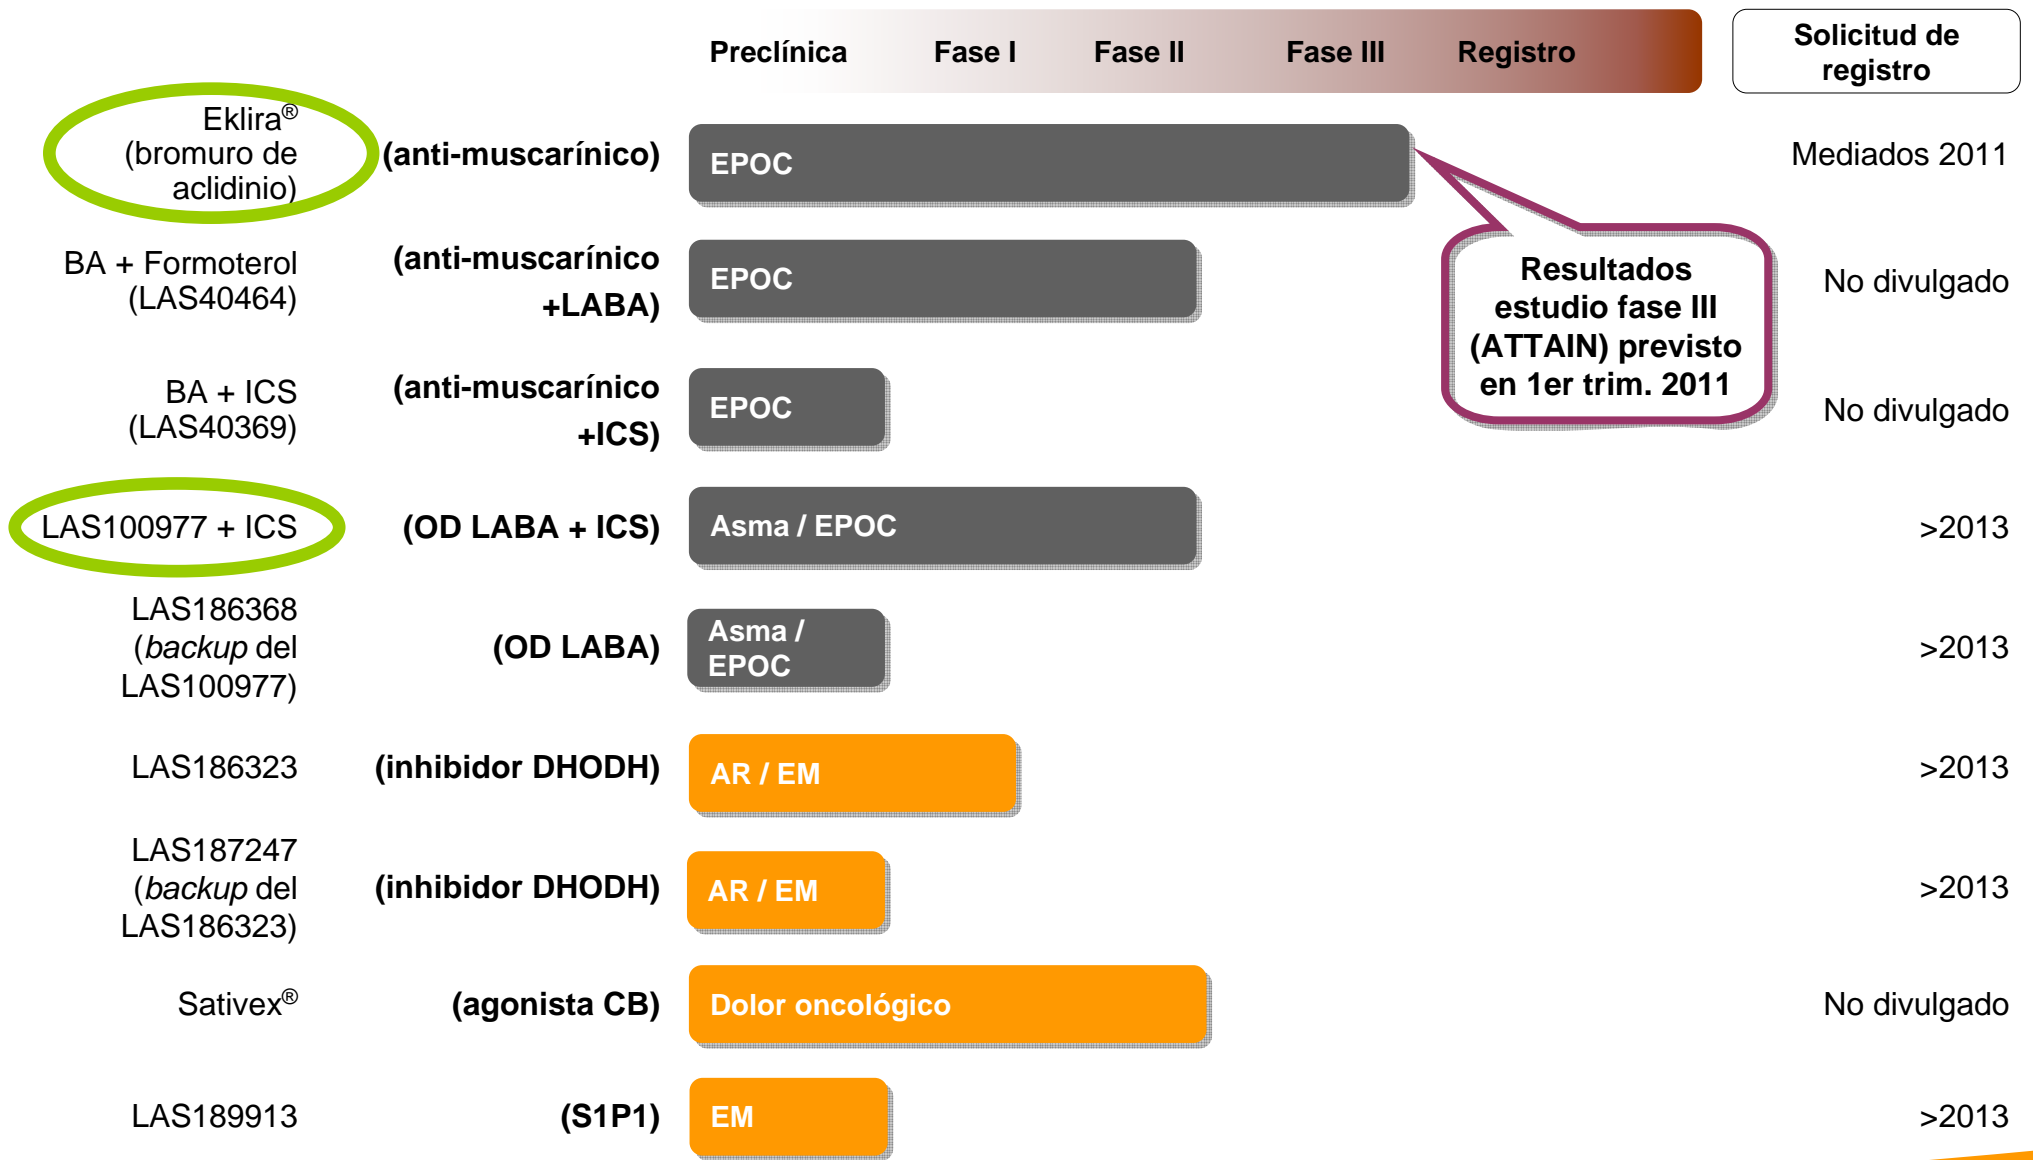 Preclínica Fase I Fase II Fase III Registro
Solicitud de
registro
Eklira®
(bromuro de
aclidinio)
(anti-muscarínico)
EPOC
Mediados 2011
BA + Formoterol
(LAS40464)
(anti-muscarínico
+LABA)
EPOC
No divulgado
Resultados
estudio fase III
(ATTAIN) previsto
en 1er trim. 2011
BA + ICS
(LAS40369)
(anti-muscarínico
+ICS)
EPOC
No divulgado
LAS100977 + ICS
(OD LABA + ICS)
Asma / EPOC
>2013
LAS186368
(backup del
LAS100977)
(OD LABA)
Asma /
EPOC
>2013
LAS186323
(inhibidor DHODH)
AR / EM
>2013
LAS187247
(backup del
LAS186323)
(inhibidor DHODH)
AR / EM
>2013
Sativex®
(agonista CB)
Dolor oncológico
No divulgado
LAS189913
(S1P1)
EM
>2013